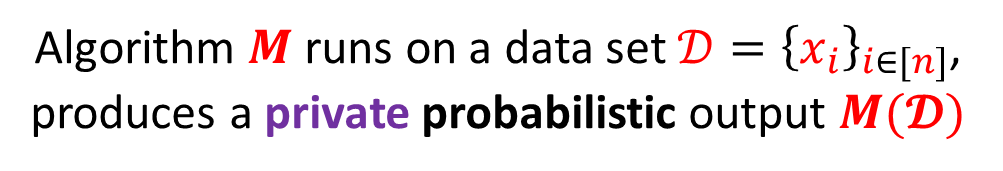 Algorithm M runs on a data set 𝒟 = {xᵢ}ᵢ∈[ₙ],
produces a private probabilistic output M(𝓓)